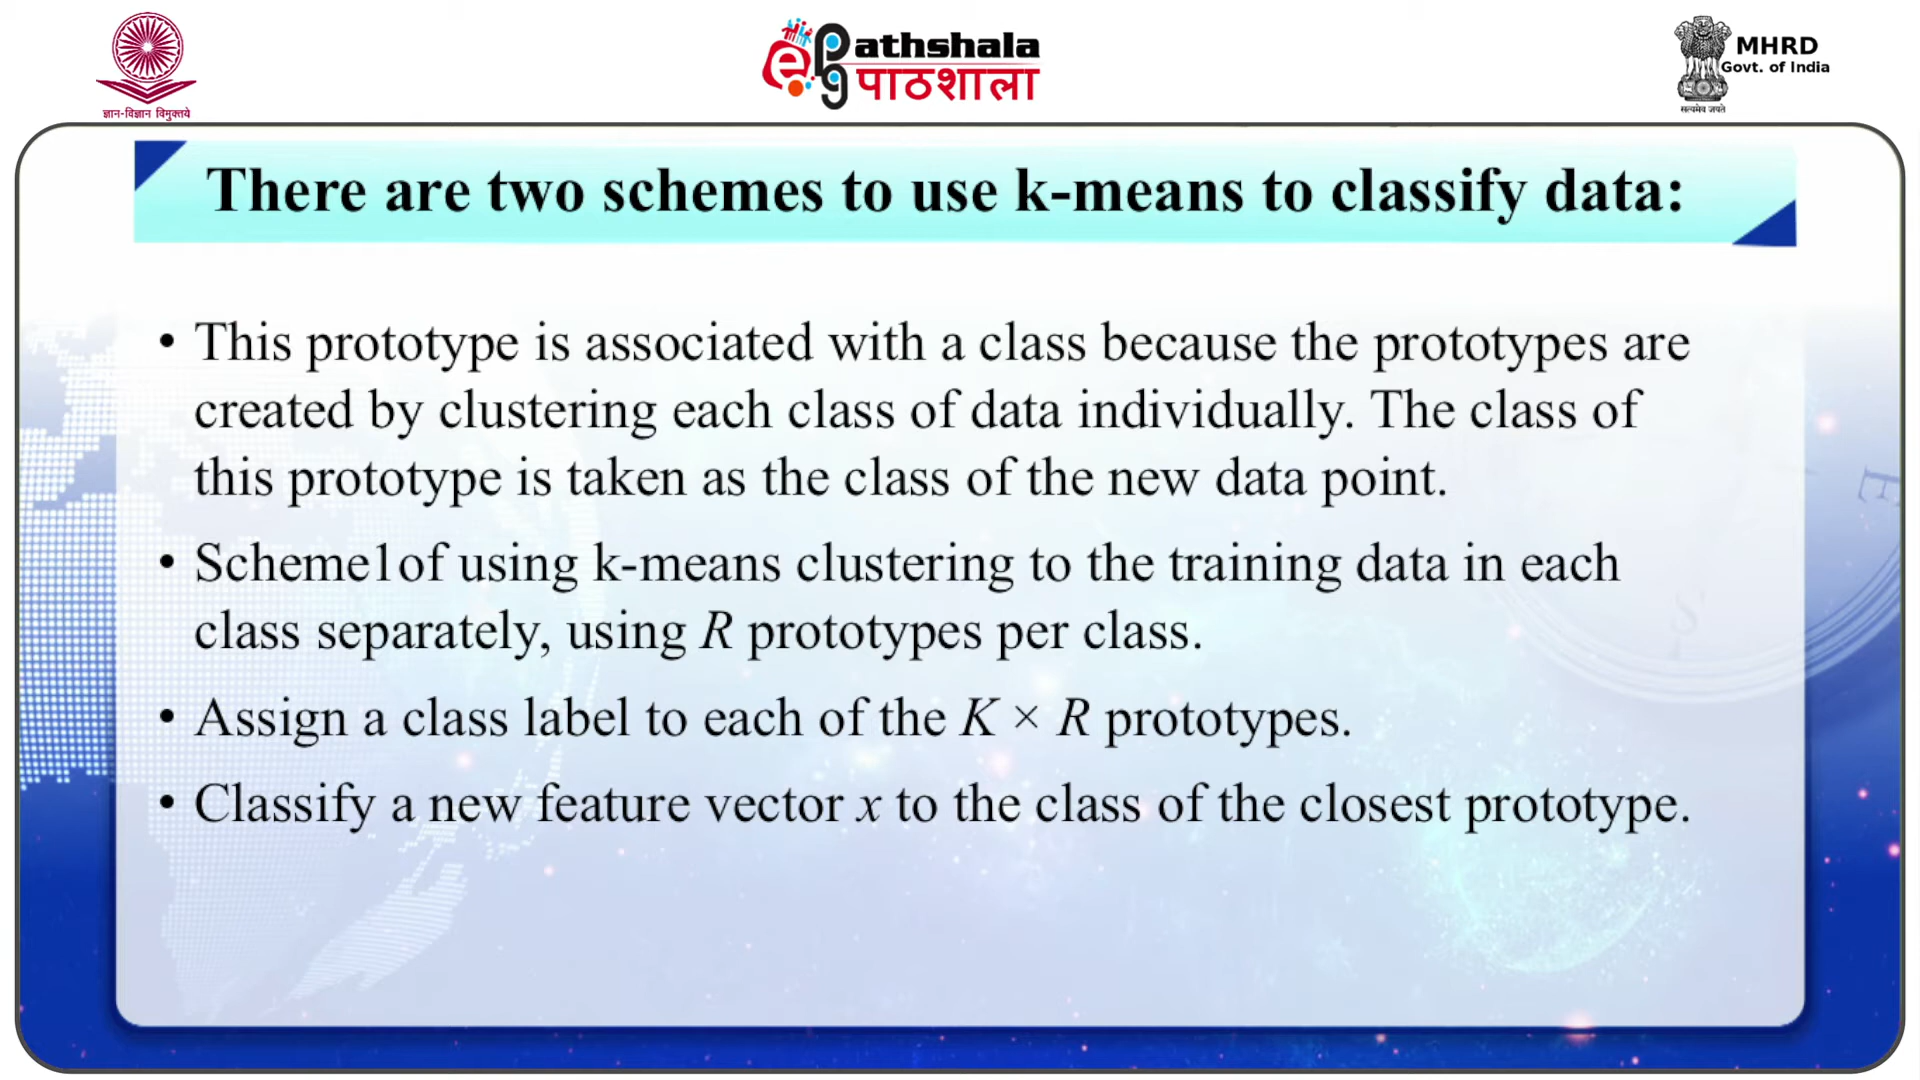 ज्ञान-विज्ञान विमुक्तये
ePathshala
पाठशाला
MHRD
Govt. of India
सत्यमेव जयते
There are two schemes to use k-means to classify data:
• This prototype is associated with a class because the prototypes are
created by clustering each class of data individually. The class of
this prototype is taken as the class of the new data point.
• Scheme1of using k-means clustering to the training data in each
class separately, using R prototypes per class.
• Assign a class label to each of the K × R prototypes.
• Classify a new feature vector x to the class of the closest prototype.